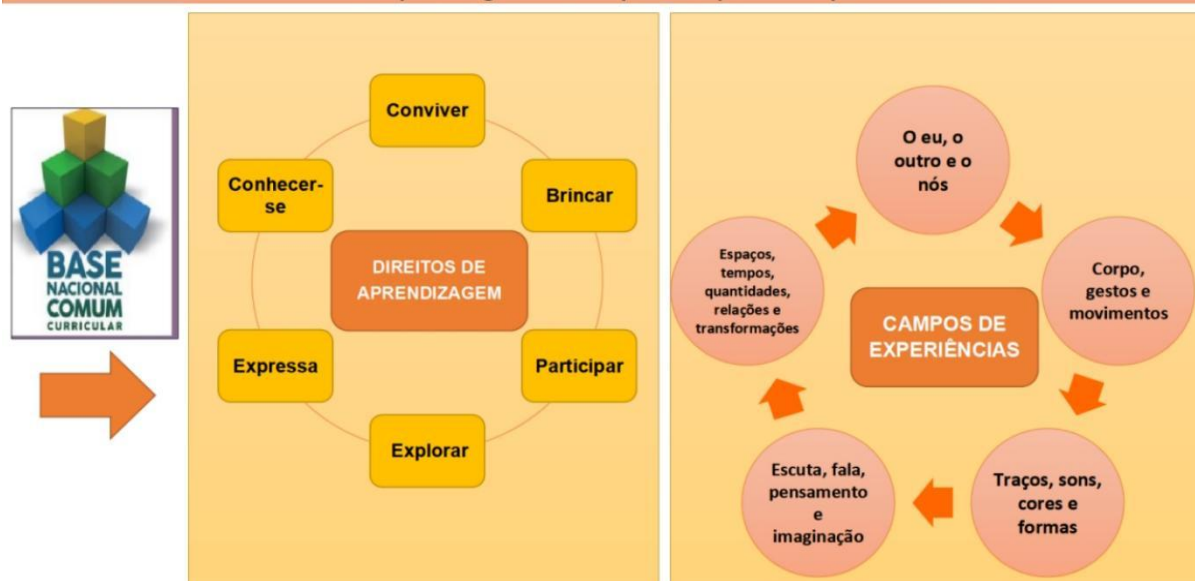 BASE
NACIONAL
COMUM
CURRICULAR
Conviver
Brincar
Participar
Explorar
Expressa
Conhecer-
se
DIREITOS DE
APRENDIZAGEM
O eu, o
outro e o
nós
Corpo,
gestos e
movimentos
Traços, sons,
cores e
formas
Escuta, fala,
pensamento
e
imaginação
Espaços,
tempos,
quantidades,
relações e
transformações
CAMPOS DE
EXPERIÊNCIAS